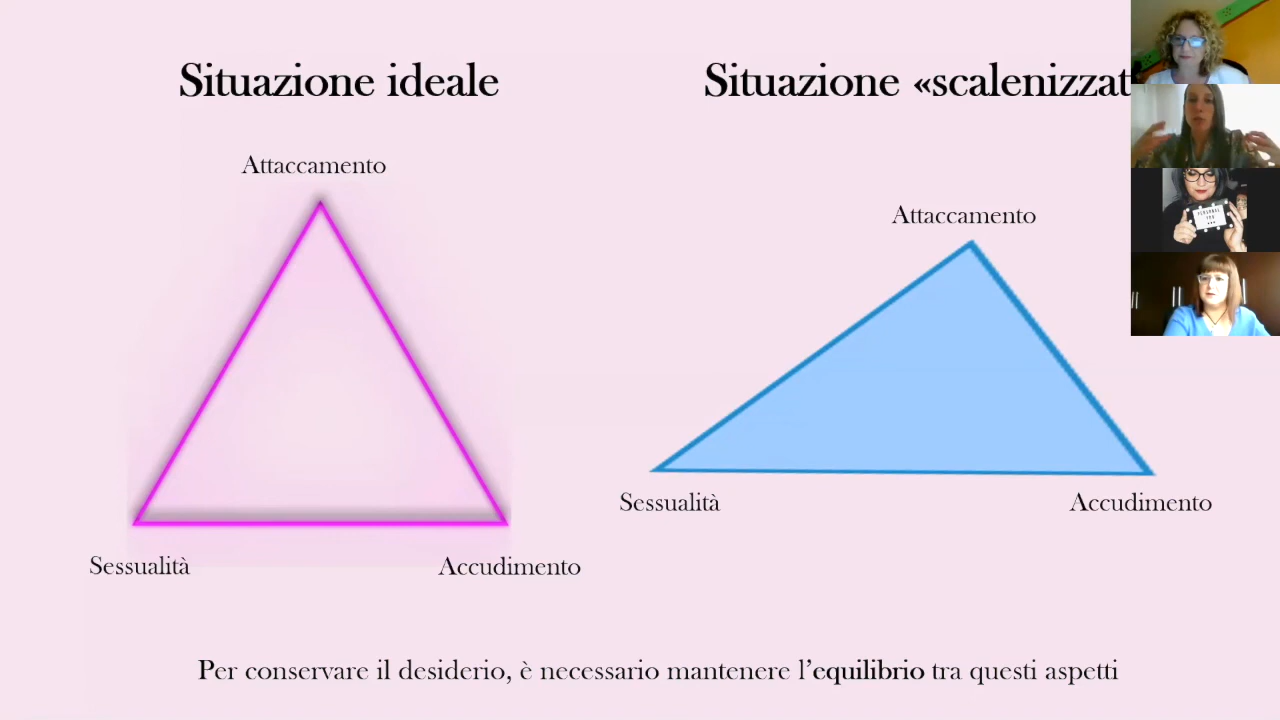 Situazione ideale
Situazione «scalenizzat
Attaccamento
Attaccamento
Sessualità
Accudimento
Sessualità
Accudimento
Per conservare il desiderio, è necessario mantenere l’equilibrio tra questi aspetti